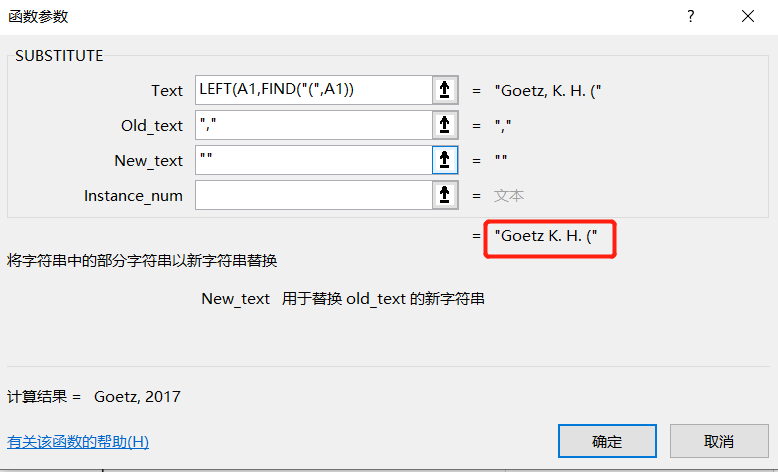 函数参数 ? ×
SUBSTITUTE
Text LEFT(A1,FIND("(",A1)) = "Goetz, K. H. ("
Old_text "," = ","
New_text "" = ""
Instance_num = 文本
= "Goetz K. H. ("
将字符串中的部分字符串以新字符串替换
New_text 用于替换 old_text 的新字符串
计算结果 = Goetz, 2017
有关该函数的帮助(H) 确定 取消